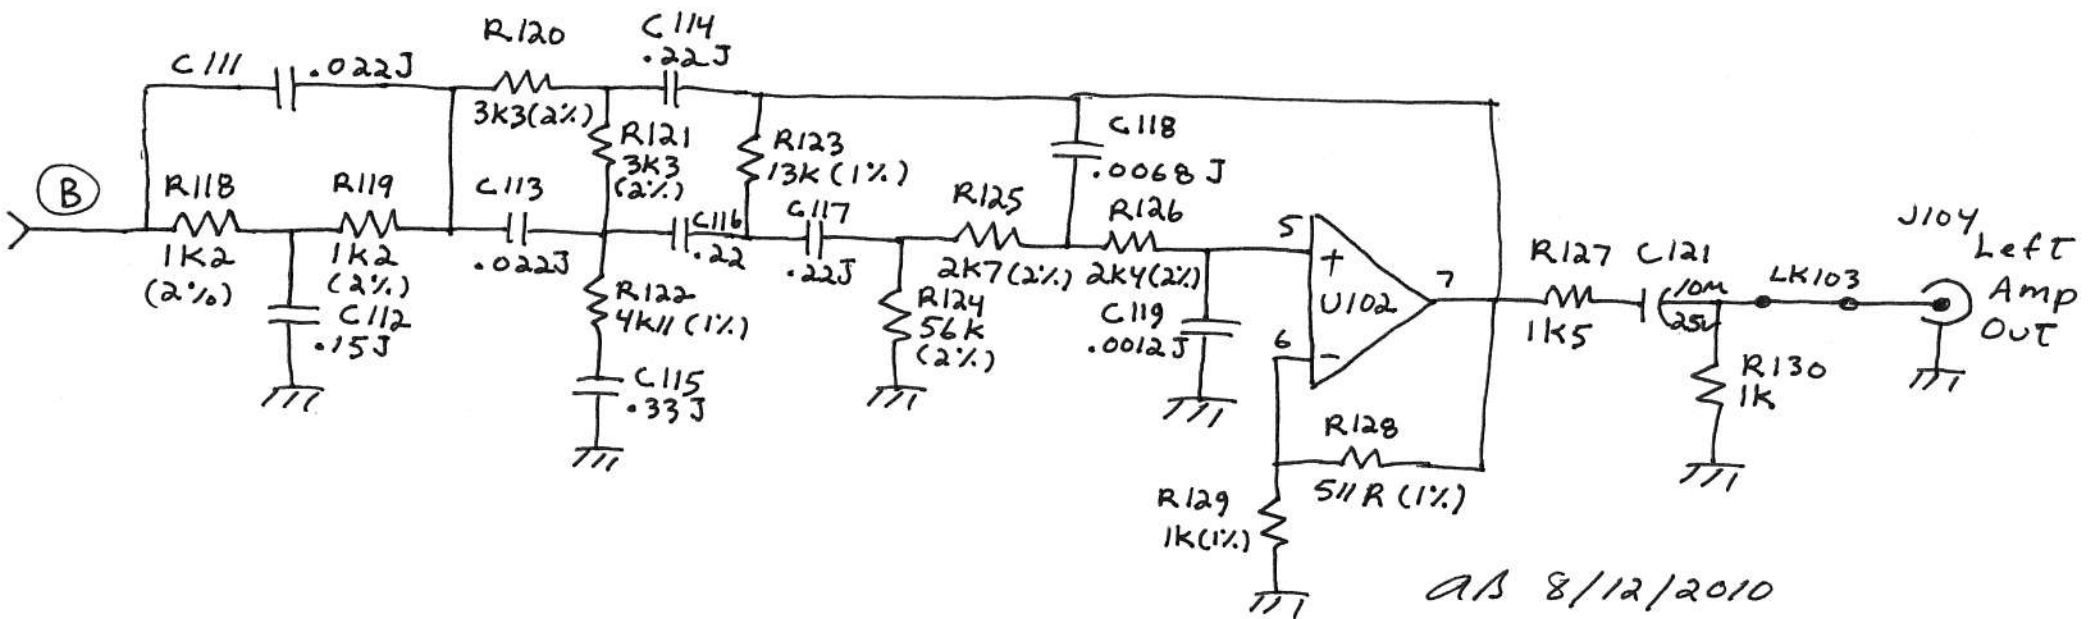 C111
.022J
R120
3K3(2%)
C114
.22J
B
R118
1K2
(2%)
R119
1K2
(2%)
C112
.15J
C113
.022J
R121
3K3
(2%)
R122
4K11 (1%)
C115
.33J
C116
.22
R123
13K (1%)
C117
.22J
R124
56K
(2%)
R125
2K7(2%)
C118
.0068J
R126
2K4(2%)
C119
.0012J
5
+
U102
7
6
-
R128
511R (1%)
R129
1K(1%)
R127
1K5
C121
10M
25V
LK103
R130
1K
J104
Left
Amp
Out
AB 8/12/2010